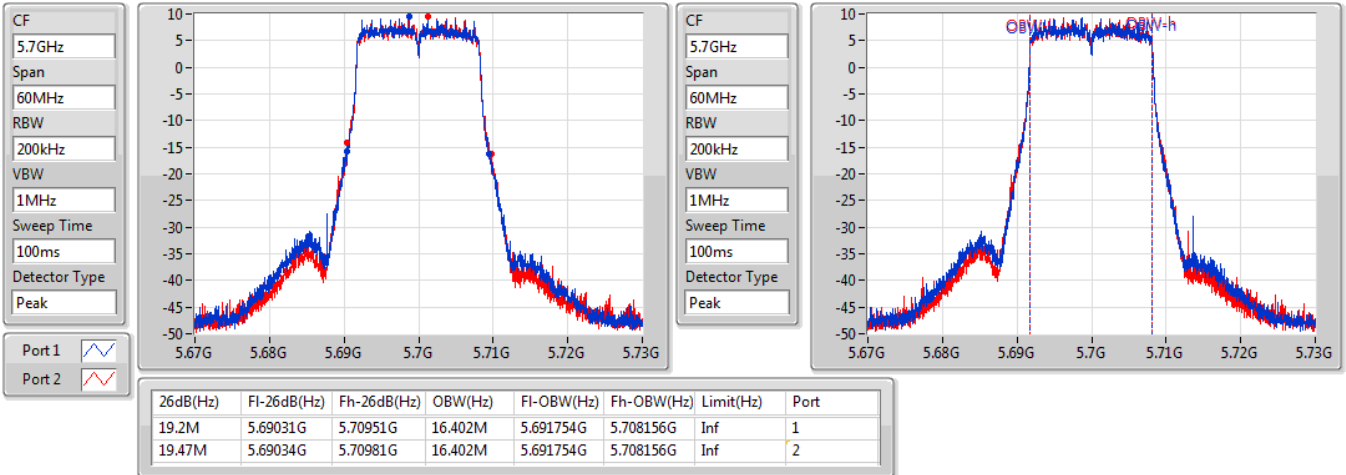 CF
5.7GHz
Span
60MHz
RBW
200kHz
VBW
1MHz
Sweep Time
100ms
Detector Type
Peak
10
5
0
-5
-10
-15
-20
-25
-30
-35
-40
-45
-50
5.67G 5.68G 5.69G 5.7G 5.71G 5.72G 5.73G
CF
5.7GHz
Span
60MHz
RBW
200kHz
VBW
1MHz
Sweep Time
100ms
Detector Type
Peak
10
5
0
-5
-10
-15
-20
-25
-30
-35
-40
-45
-50
OBW-h
5.67G 5.68G 5.69G 5.7G 5.71G 5.72G 5.73G
Port 1
Port 2
26dB(Hz) Fl-26dB(Hz) Fh-26dB(Hz) OBW(Hz) Fl-OBW(Hz) Fh-OBW(Hz) Limit(Hz) Port
19.2M 5.69031G 5.70951G 16.402M 5.691754G 5.708156G Inf 1
19.47M 5.69034G 5.70981G 16.402M 5.691754G 5.708156G Inf 2